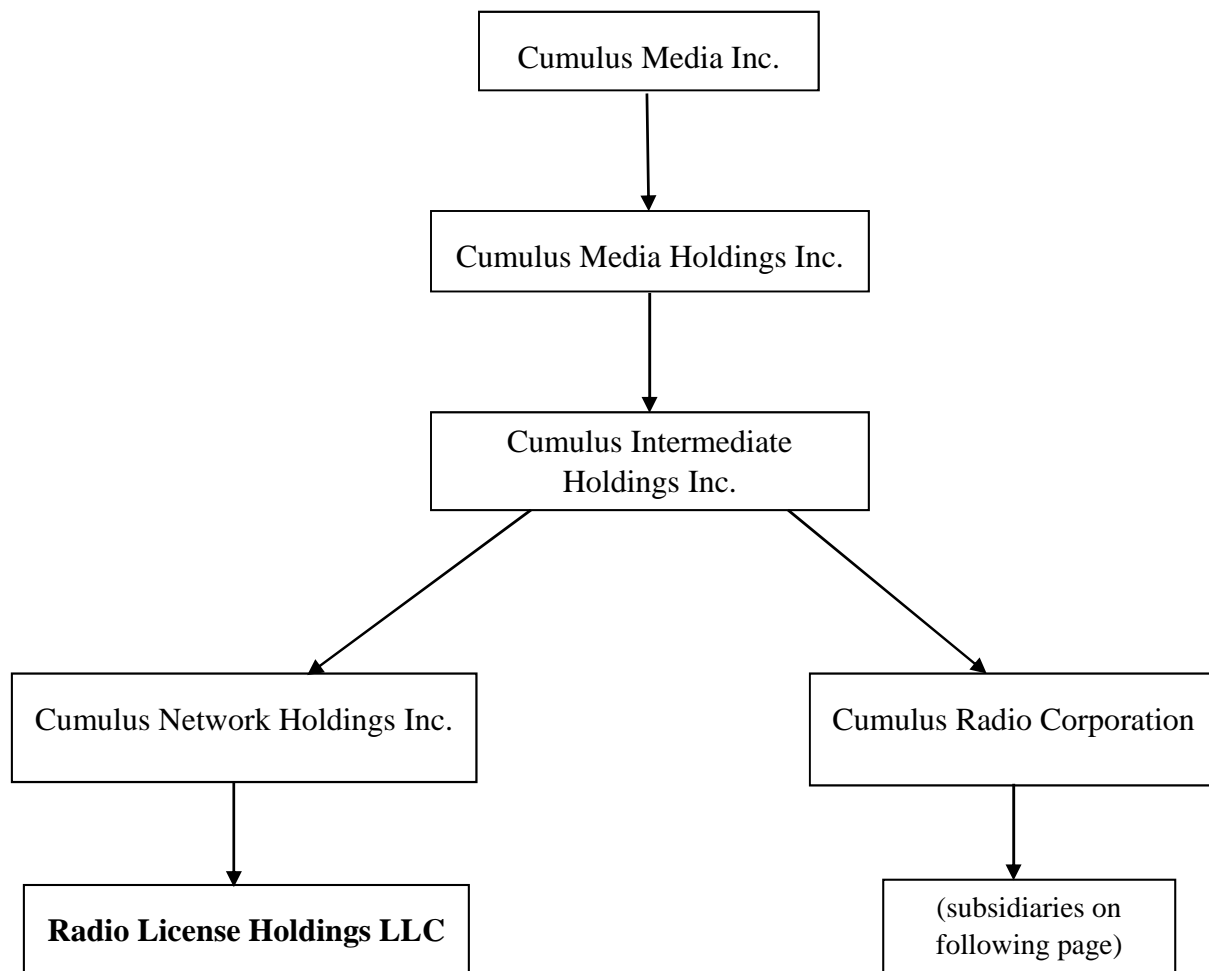 Cumulus Media Inc.
Cumulus Media Holdings Inc.
Cumulus Intermediate
Holdings Inc.
Cumulus Network Holdings Inc.
Cumulus Radio Corporation
Radio License Holdings LLC
(subsidiaries on
following page)